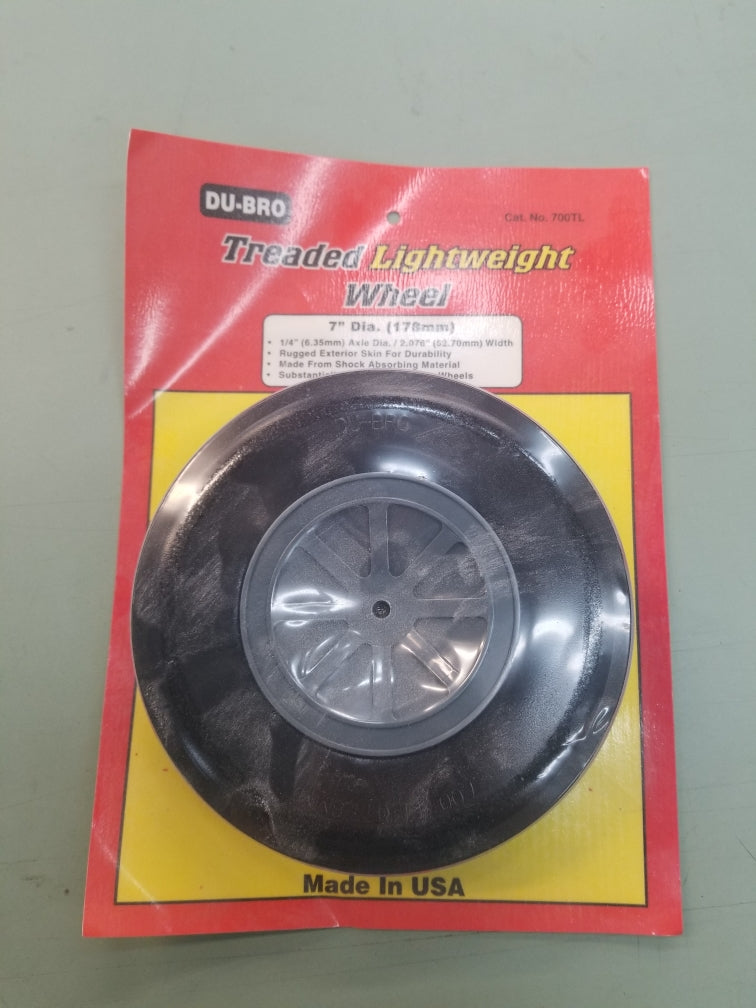 DU-BRO
Cat. No. 700TL
Treaded Lightweight
Wheel
7" Dia. (178mm)
• 1/4" (6.35mm) Axle Dia. / 2.076" (52.70mm) Width
• Rugged Exterior Skin For Durability
• Made From Shock Absorbing Material
Wheels
DU-BRO
Made In USA